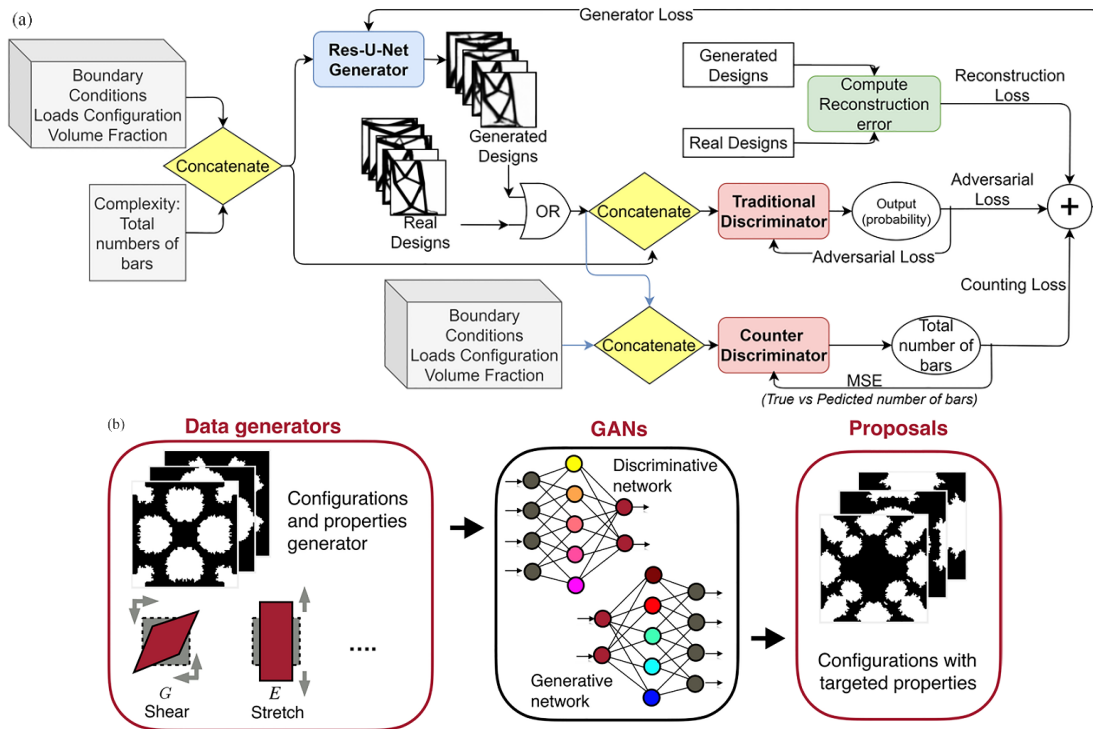 (a)
Generator Loss
Boundary
Conditions
Loads Configuration
Volume Fraction
Complexity:
Total
numbers of
bars
Concatenate
Res-U-Net
Generator
Generated
Designs
Real
Designs
OR
Concatenate
Traditional
Discriminator
Output
(probability)
Adversarial Loss
Adversarial
Loss
Generated
Designs
Real Designs
Compute
Reconstruction
error
Reconstruction
Loss
+
Counting Loss
Boundary
Conditions
Loads Configuration
Volume Fraction
Concatenate
Counter
Discriminator
Total
number of
bars
MSE
(True vs Pedicted number of bars)
(b)
Data generators
Configurations
and properties
generator
G
Shear
E
Stretch
....
GANs
Discriminative
network
Generative
network
Proposals
Configurations with
targeted properties